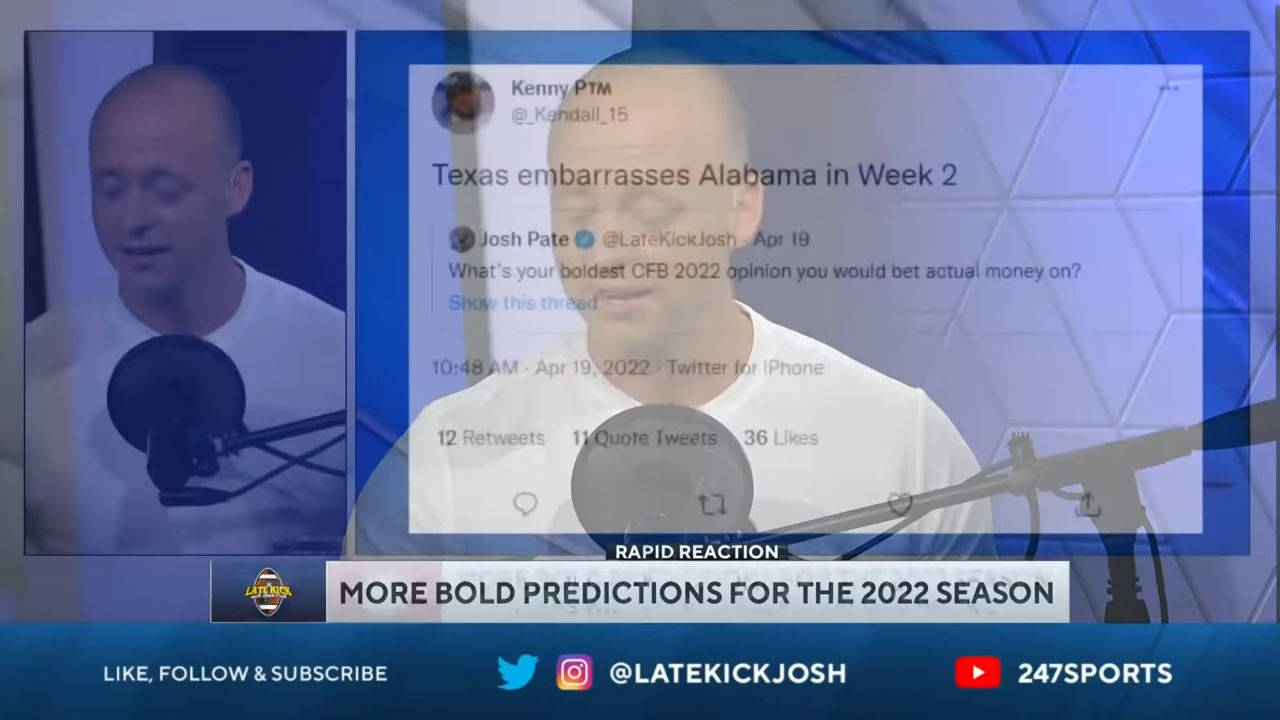 Kenny P™
@_Kendall_15
Texas embarrasses Alabama in Week 2
Josh Pate @LateKickJosh · Apr 19
What's your boldest CFB 2022 opinion you would bet actual money on?
Show this thread
10:48 AM · Apr 19, 2022 · Twitter for iPhone
12 Retweets 11 Quote Tweets 36 Likes
RAPID REACTION
LATE KICK
MORE BOLD PREDICTIONS FOR THE 2022 SEASON
LIKE, FOLLOW & SUBSCRIBE @LATEKICKJOSH 247SPORTS